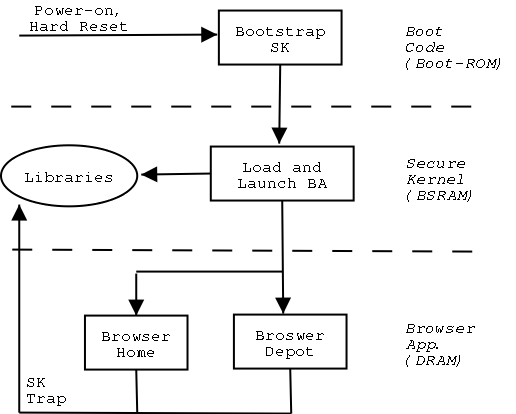 Power-on,
Hard Reset
Bootstrap
SK
Boot
Code
(Boot-ROM)
Libraries
Load and
Launch BA
Secure
Kernel
(BSRAM)
Browser
Home
Broswer
Depot
Browser
App.
(DRAM)
SK
Trap